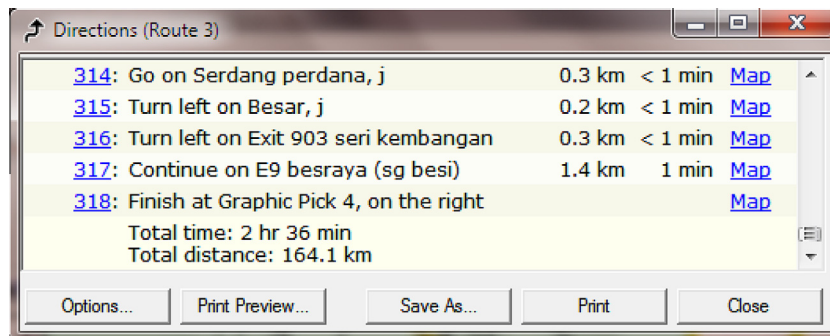 Directions (Route 3)
314: Go on Serdang perdana, j 0.3 km < 1 min Map
315: Turn left on Besar, j 0.2 km < 1 min Map
316: Turn left on Exit 903 seri kembangan 0.3 km < 1 min Map
317: Continue on E9 besraya (sg besi) 1.4 km 1 min Map
318: Finish at Graphic Pick 4, on the right Map
Total time: 2 hr 36 min
Total distance: 164.1 km
Options... Print Preview... Save As... Print Close